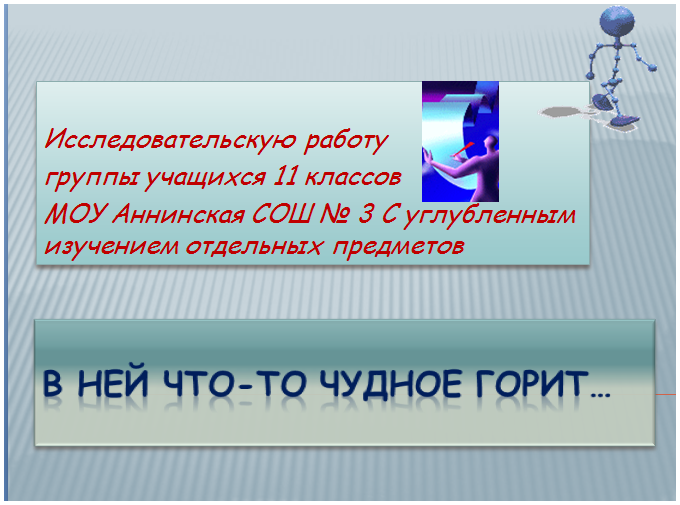 Исследовательскую работу
группы учащихся 11 классов
МОУ Аннинская СОШ № 3 С углубленным
изучением отдельных предметов
В НЕЙ ЧТО-ТО ЧУДНОЕ ГОРИТ…